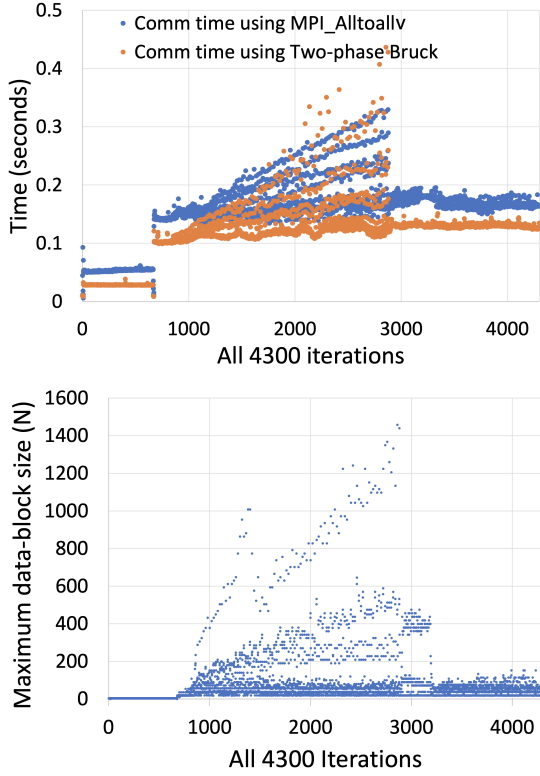 0.5
Comm time using MPI_Alltoallv
Comm time using Two-phase Bruck
0.4
0.3
0.2
0.1
0
Time (seconds)
0 1000 2000 3000 4000
All 4300 iterations
1600
1400
1200
1000
800
600
400
200
0
Maximum data-block size (N)
0 1000 2000 3000 4000
All 4300 Iterations